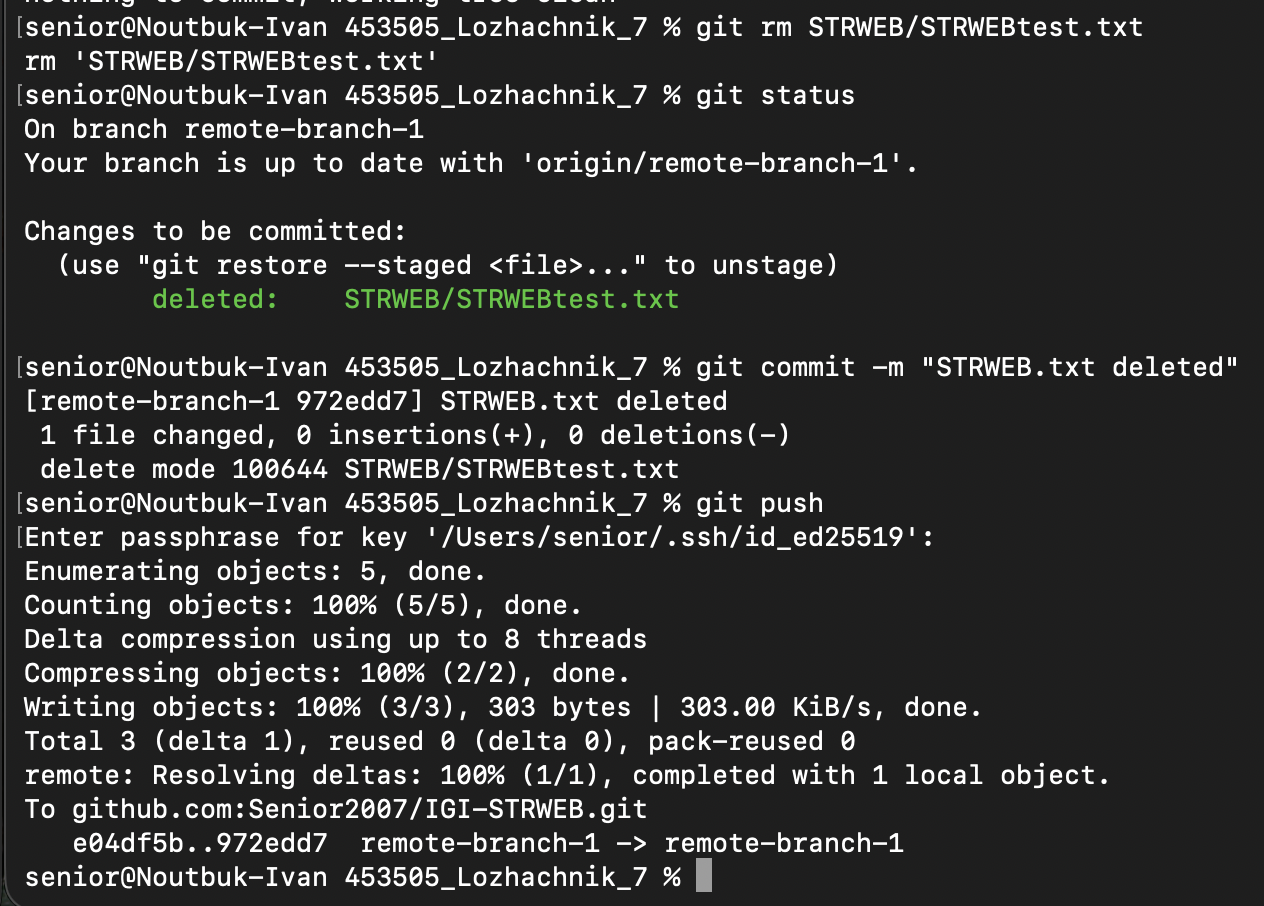 nothing to commit, working tree clean
[senior@Noutbuk-Ivan 453505_Lozhachnik_7 % git rm STRWEB/STRWEBtest.txt
rm 'STRWEB/STRWEBtest.txt'
[senior@Noutbuk-Ivan 453505_Lozhachnik_7 % git status
On branch remote-branch-1
Your branch is up to date with 'origin/remote-branch-1'.

Changes to be committed:
  (use "git restore --staged <file>..." to unstage)
        deleted:    STRWEB/STRWEBtest.txt

[senior@Noutbuk-Ivan 453505_Lozhachnik_7 % git commit -m "STRWEB.txt deleted"
[remote-branch-1 972edd7] STRWEB.txt deleted
 1 file changed, 0 insertions(+), 0 deletions(-)
 delete mode 100644 STRWEB/STRWEBtest.txt
[senior@Noutbuk-Ivan 453505_Lozhachnik_7 % git push
[Enter passphrase for key '/Users/senior/.ssh/id_ed25519':
Enumerating objects: 5, done.
Counting objects: 100% (5/5), done.
Delta compression using up to 8 threads
Compressing objects: 100% (2/2), done.
Writing objects: 100% (3/3), 303 bytes | 303.00 KiB/s, done.
Total 3 (delta 1), reused 0 (delta 0), pack-reused 0
remote: Resolving deltas: 100% (1/1), completed with 1 local object.
To github.com:Senior2007/IGI-STRWEB.git
   e04df5b..972edd7  remote-branch-1 -> remote-branch-1
senior@Noutbuk-Ivan 453505_Lozhachnik_7 %